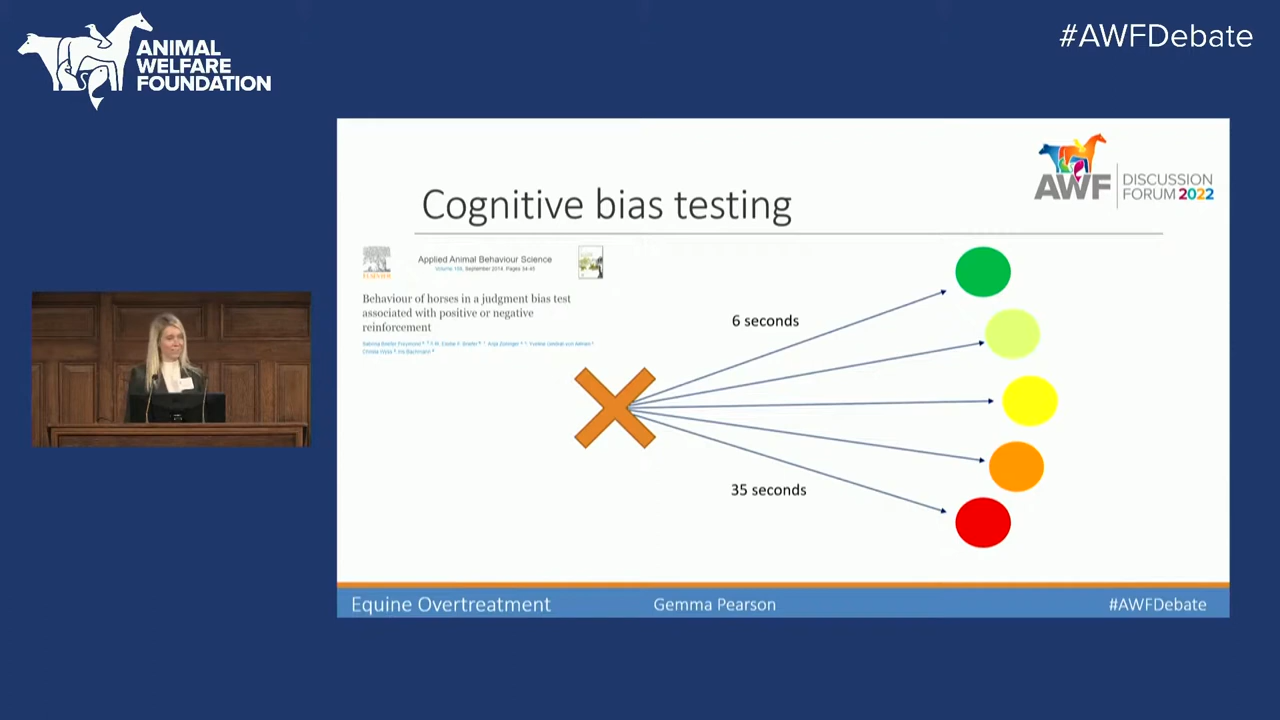 ANIMAL
WELFARE
FOUNDATION
#AWFDebate
AWF
DISCUSSION
FORUM 2022
Cognitive bias testing
ELSEVIER
Applied Animal Behaviour Science
Behaviour of horses in a judgment bias test
associated with positive or negative
reinforcement
6 seconds
35 seconds
Equine Overtreatment
Gemma Pearson
#AWFDebate